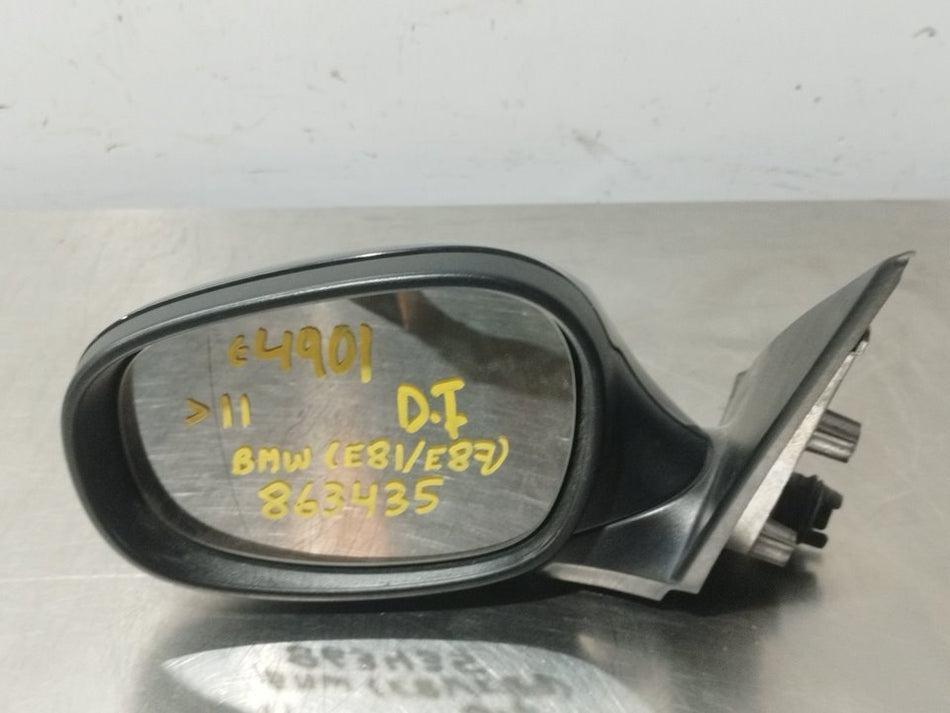 E4901
>11 D.I
BMW (E81/E87)
863435